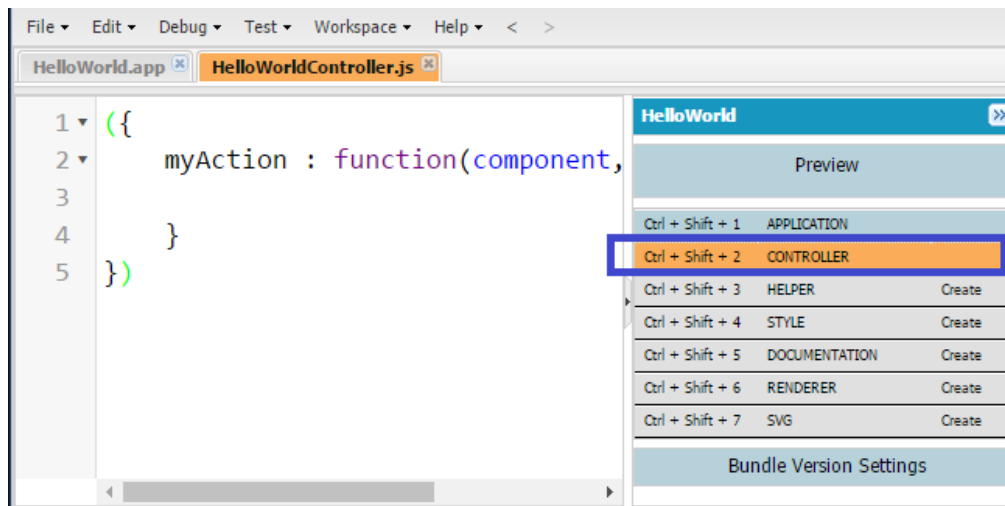 File Edit Debug Test Workspace Help < >
HelloWorld.app HelloWorldController.js
1 ({
2 myAction : function(component,
3
4 }
5 })
HelloWorld
Preview
Ctrl + Shift + 1 APPLICATION
Ctrl + Shift + 2 CONTROLLER
Ctrl + Shift + 3 HELPER Create
Ctrl + Shift + 4 STYLE Create
Ctrl + Shift + 5 DOCUMENTATION Create
Ctrl + Shift + 6 RENDERER Create
Ctrl + Shift + 7 SVG Create
Bundle Version Settings